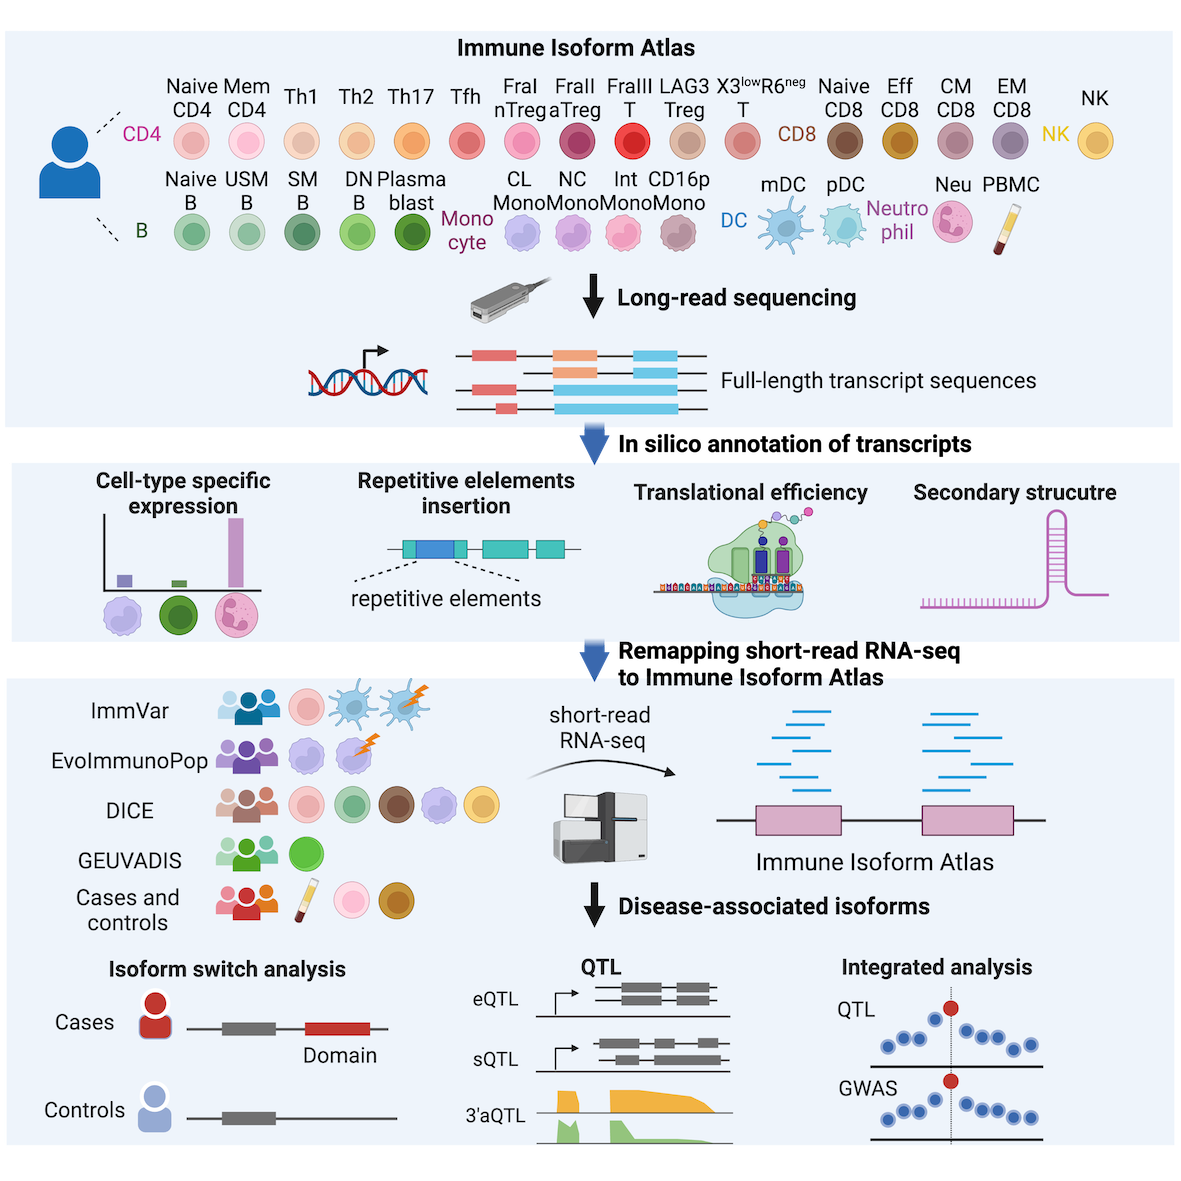 Immune Isoform Atlas
Naive Mem Th1 Th2 Th17 Tfh FraI FraII FraIII LAG3 X3lowR6neg Naive Eff CM EM NK
CD4 CD4 nTreg aTreg T Treg T CD8 CD8 CD8 CD8
CD4 CD8 NK
Naive USM SM DN Plasma CL NC Int CD16p mDC pDC Neu PBMC
B B B B blast Mono Mono Mono Mono
B Mono DC Neutro
cyte phil
Long-read sequencing
Full-length transcript sequences
In silico annotation of transcripts
Cell-type specific
expression
Repetitive elelements
insertion
repetitive elements
Translational efficiency
Secondary strucutre
Remapping short-read RNA-seq
to Immune Isoform Atlas
ImmVar
EvoImmunoPop
DICE
GEUVADIS
Cases and
controls
short-read
RNA-seq
Immune Isoform Atlas
Disease-associated isoforms
Isoform switch analysis
Cases
Domain
Controls
QTL
eQTL
sQTL
3'aQTL
Integrated analysis
QTL
GWAS